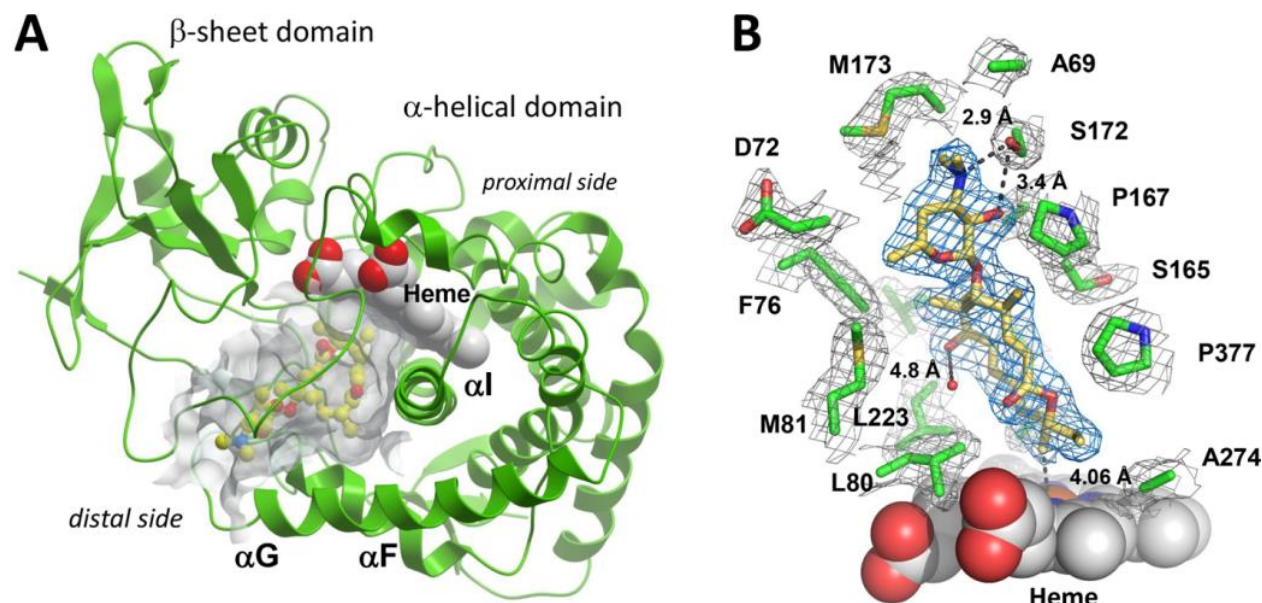 A
β-sheet domain
α-helical domain
proximal side
Heme
αI
distal side
αG
αF
B
M173
A69
2.9 Å
S172
D72
3.4 Å
P167
S165
F76
P377
4.8 Å
M81
L223
L80
4.06 Å
A274
Heme